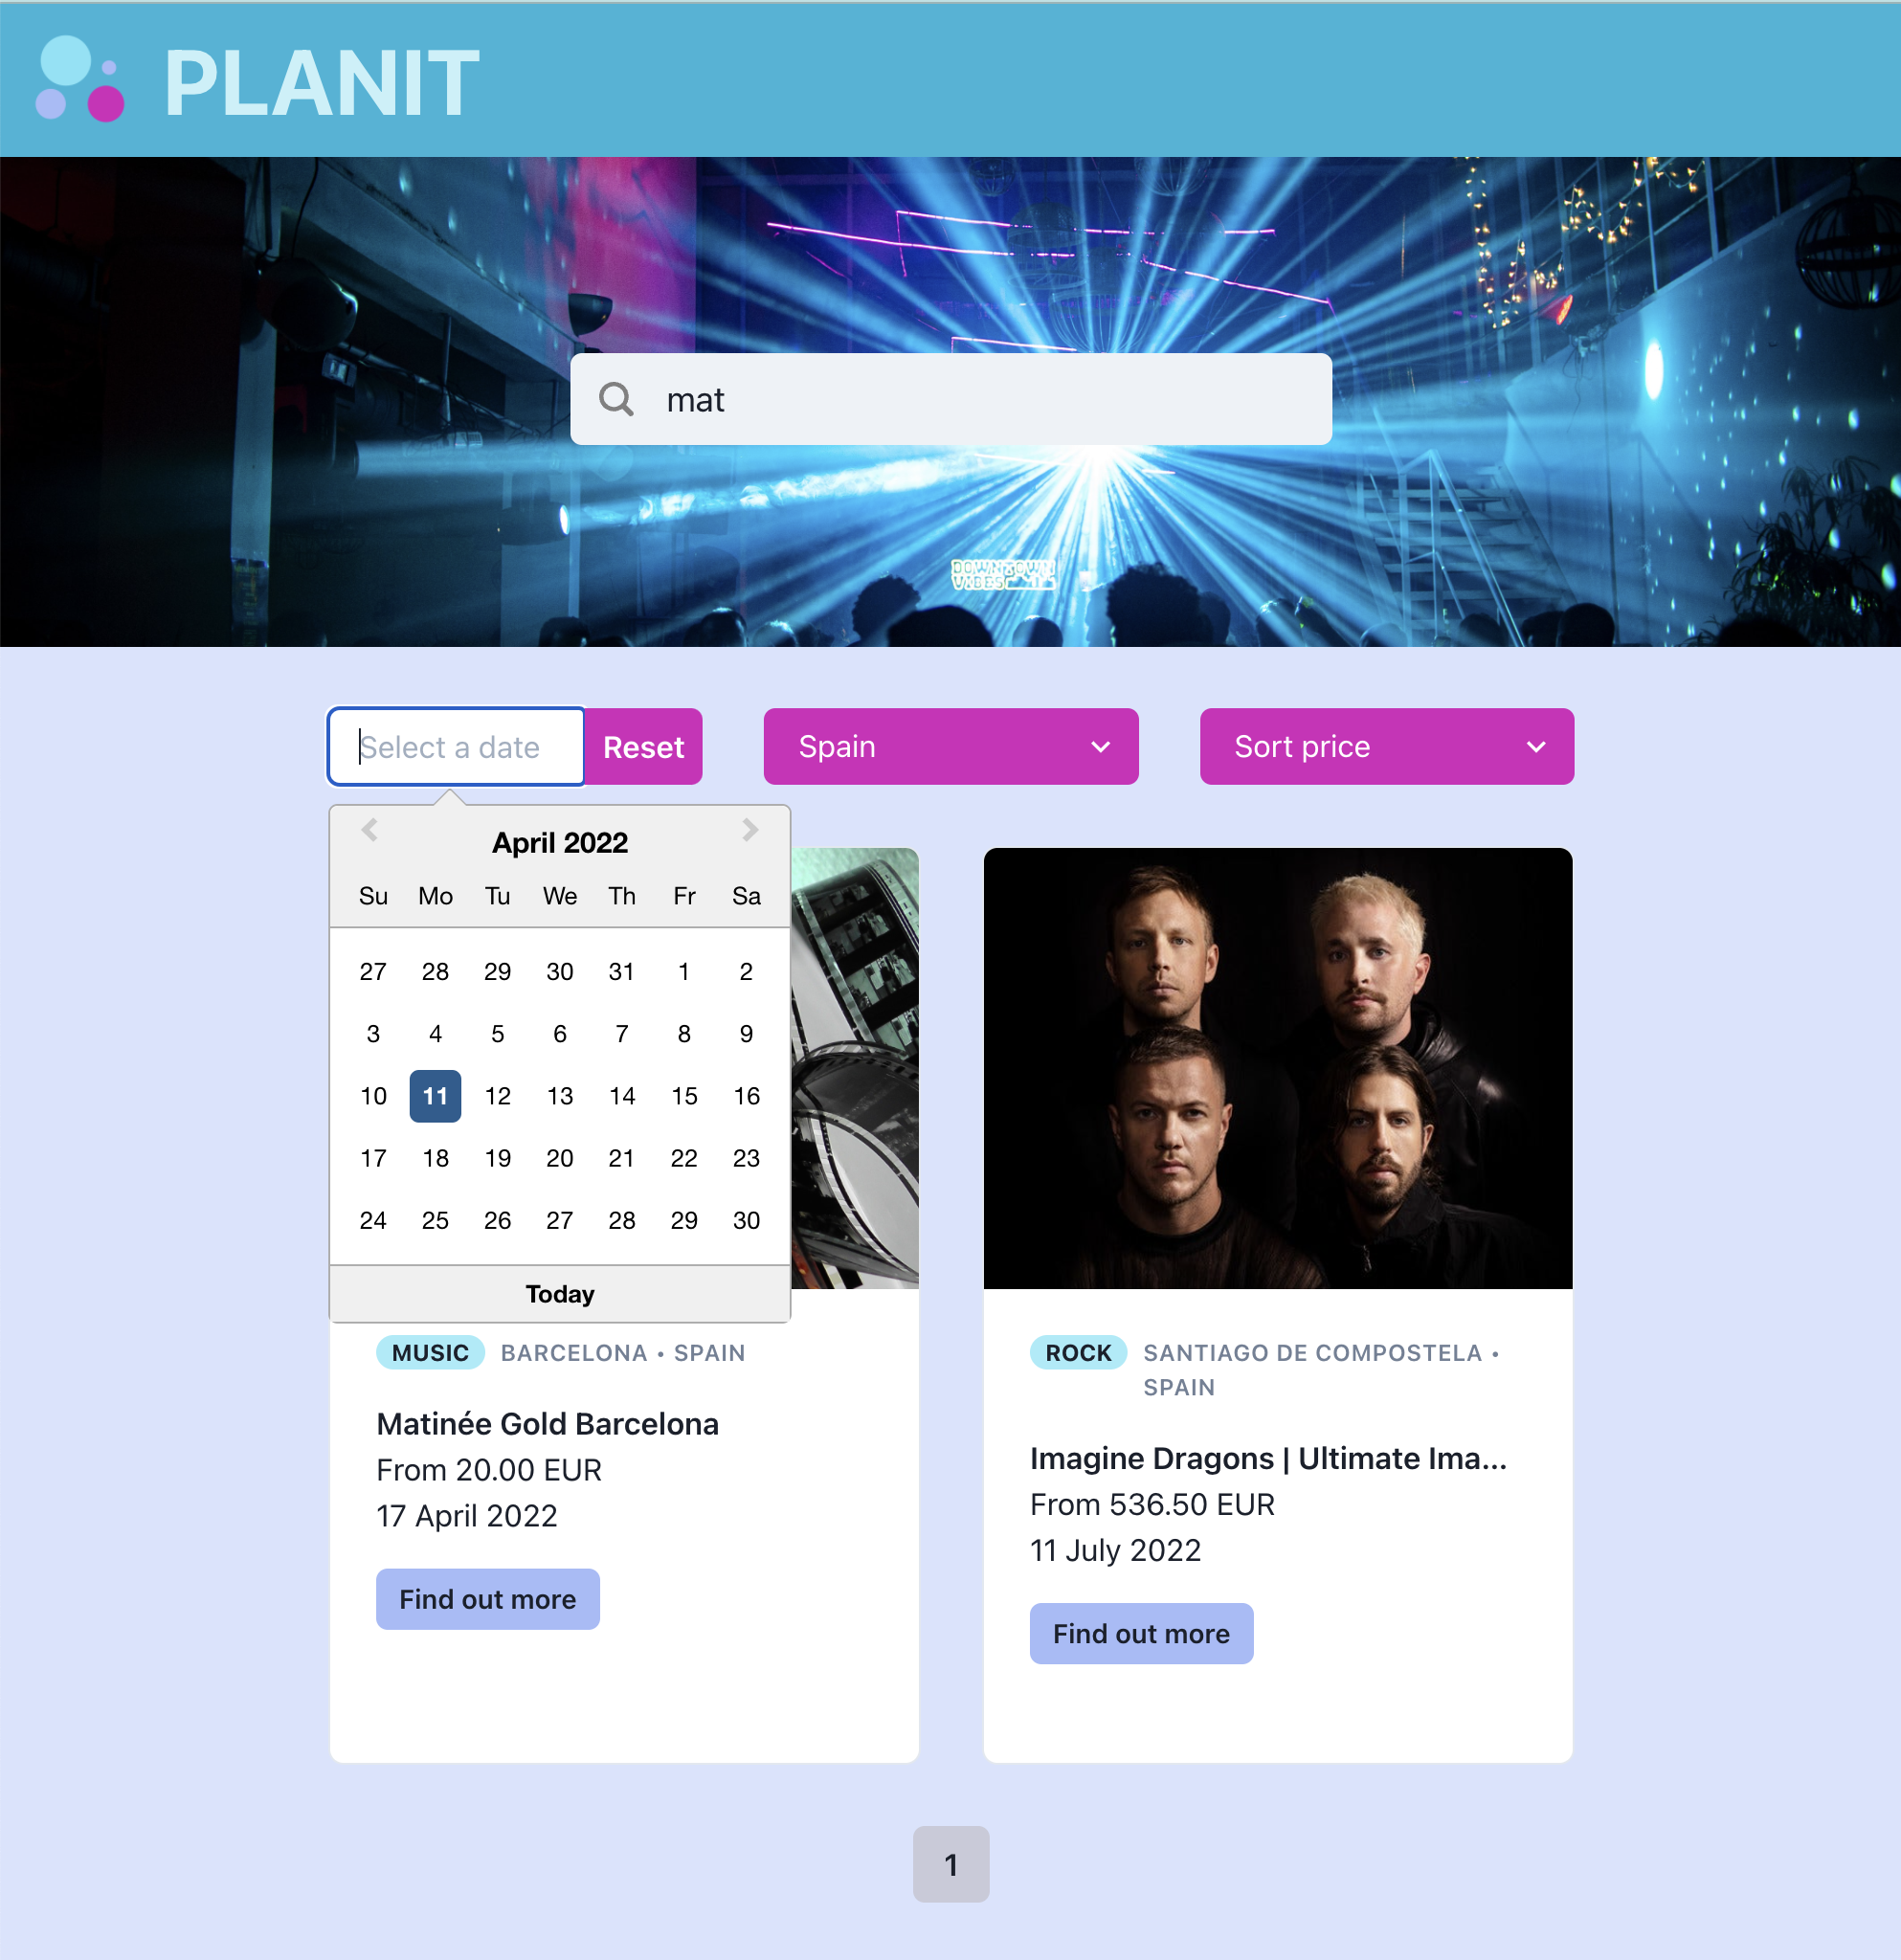 PLANIT
mat
DOWNTOWN
VIBES
Select a date
Reset
Spain
Sort price
April 2022
Su Mo Tu We Th Fr Sa
27 28 29 30 31 1 2
3 4 5 6 7 8 9
10 11 12 13 14 15 16
17 18 19 20 21 22 23
24 25 26 27 28 29 30
Today
MUSIC BARCELONA • SPAIN
Matinée Gold Barcelona
From 20.00 EUR
17 April 2022
Find out more
ROCK SANTIAGO DE COMPOSTELA •
SPAIN
Imagine Dragons | Ultimate Ima...
From 536.50 EUR
11 July 2022
Find out more
1